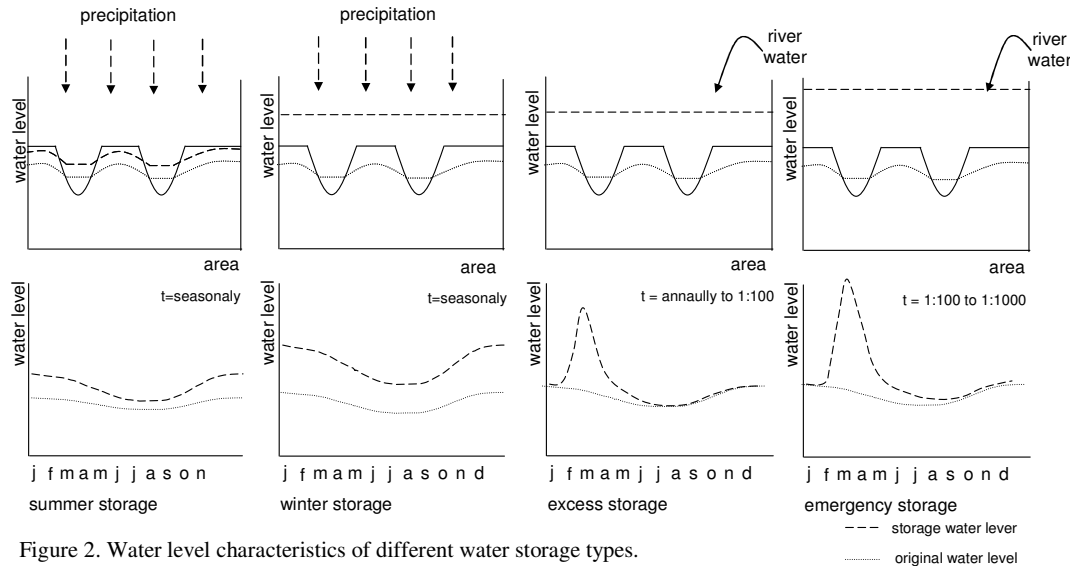 precipitation
precipitation
river
water
river
water
water level
water level
water level
water level
area
area
area
area
t=seasonaly
t=seasonaly
t = annaully to 1:100
t = 1:100 to 1:1000
water level
water level
water level
water level
j f m a m j j a s o n
j f m a m j j a s o n d
j f m a m j j a s o n d
j f m a m j j a s o n d
summer storage
winter storage
excess storage
emergency storage
storage water lever
original water level
Figure 2. Water level characteristics of different water storage types.